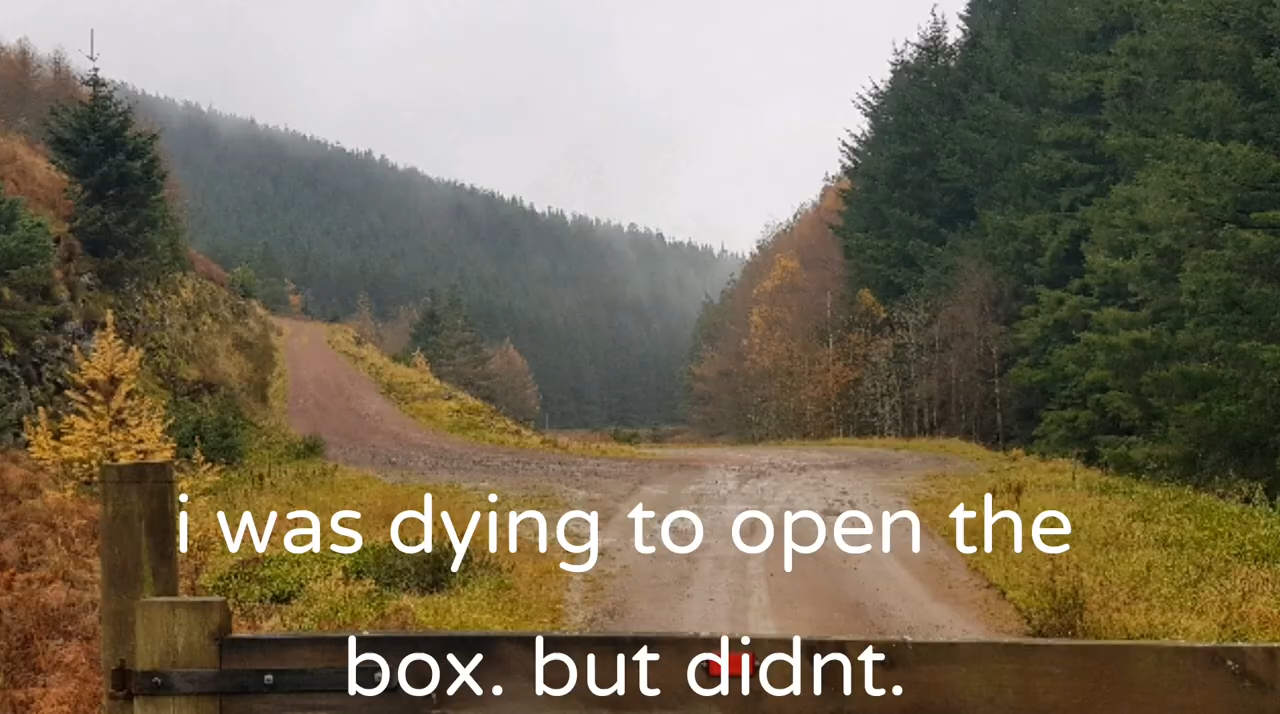 i was dying to open the
box. but didnt.